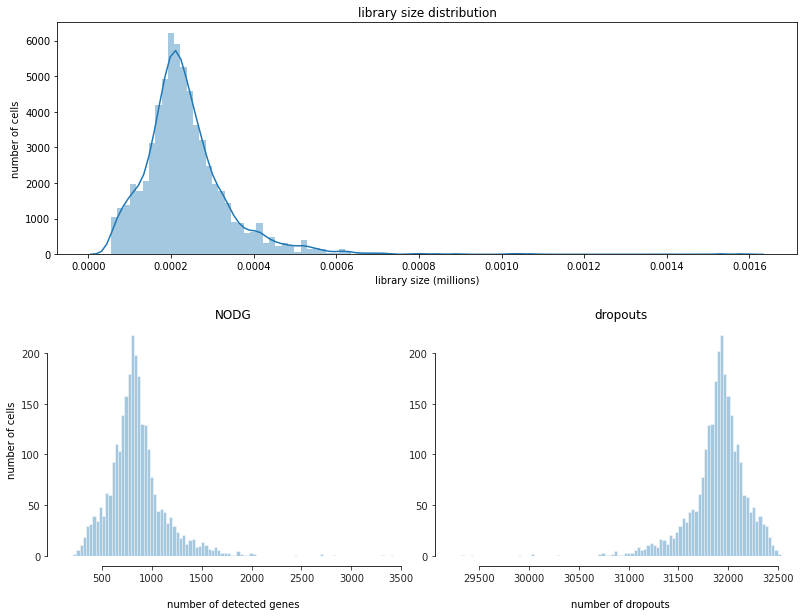 library size distribution
number of cells
6000
5000
4000
3000
2000
1000
0
0.0000 0.0002 0.0004 0.0006 0.0008 0.0010 0.0012 0.0014 0.0016
library size (millions)
NODG
number of cells
200
150
100
50
0
500 1000 1500 2000 2500 3000 3500
number of detected genes
dropouts
200
150
100
50
0
29500 30000 30500 31000 31500 32000 32500
number of dropouts